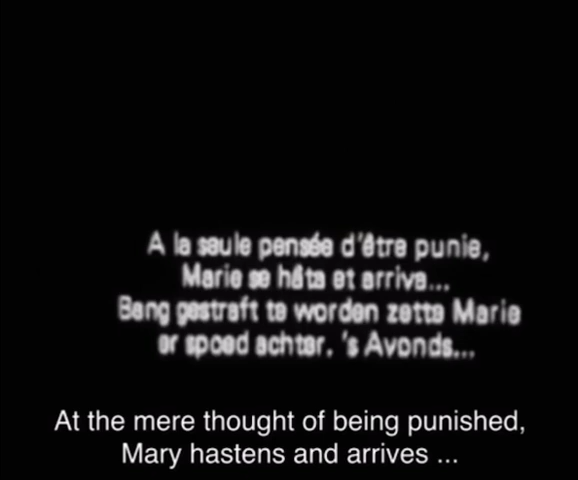 A la seule pensée d'être punie,
Marie se hâta et arriva...
Bang gestraft te worden zette Marie
er spoed achter. 's Avonds...
At the mere thought of being punished,
Mary hastens and arrives ...